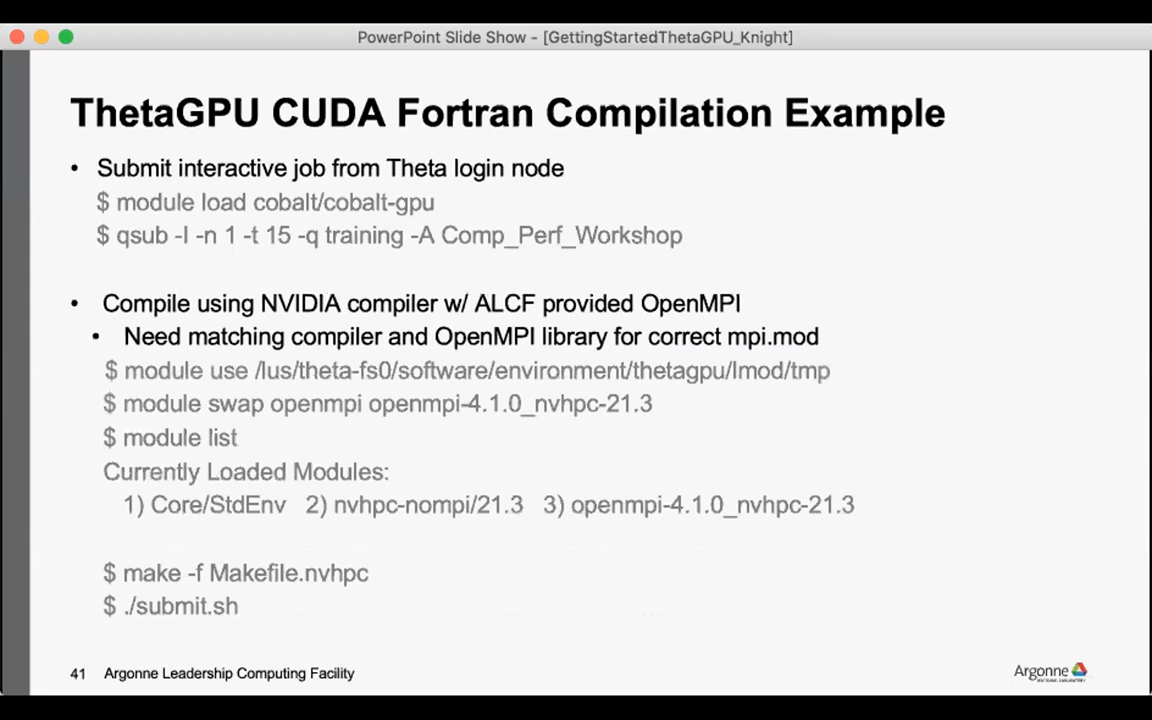 PowerPoint Slide Show - [GettingStartedThetaGPU_Knight]
ThetaGPU CUDA Fortran Compilation Example
• Submit interactive job from Theta login node
$ module load cobalt/cobalt-gpu
$ qsub -I -n 1 -t 15 -q training -A Comp_Perf_Workshop
• Compile using NVIDIA compiler w/ ALCF provided OpenMPI
• Need matching compiler and OpenMPI library for correct mpi.mod
$ module use /lus/theta-fs0/software/environment/thetagpu/lmod/tmp
$ module swap openmpi openmpi-4.1.0_nvhpc-21.3
$ module list
Currently Loaded Modules:
1) Core/StdEnv 2) nvhpc-nompi/21.3 3) openmpi-4.1.0_nvhpc-21.3
$ make -f Makefile.nvhpc
$ ./submit.sh
41 Argonne Leadership Computing Facility
Argonne